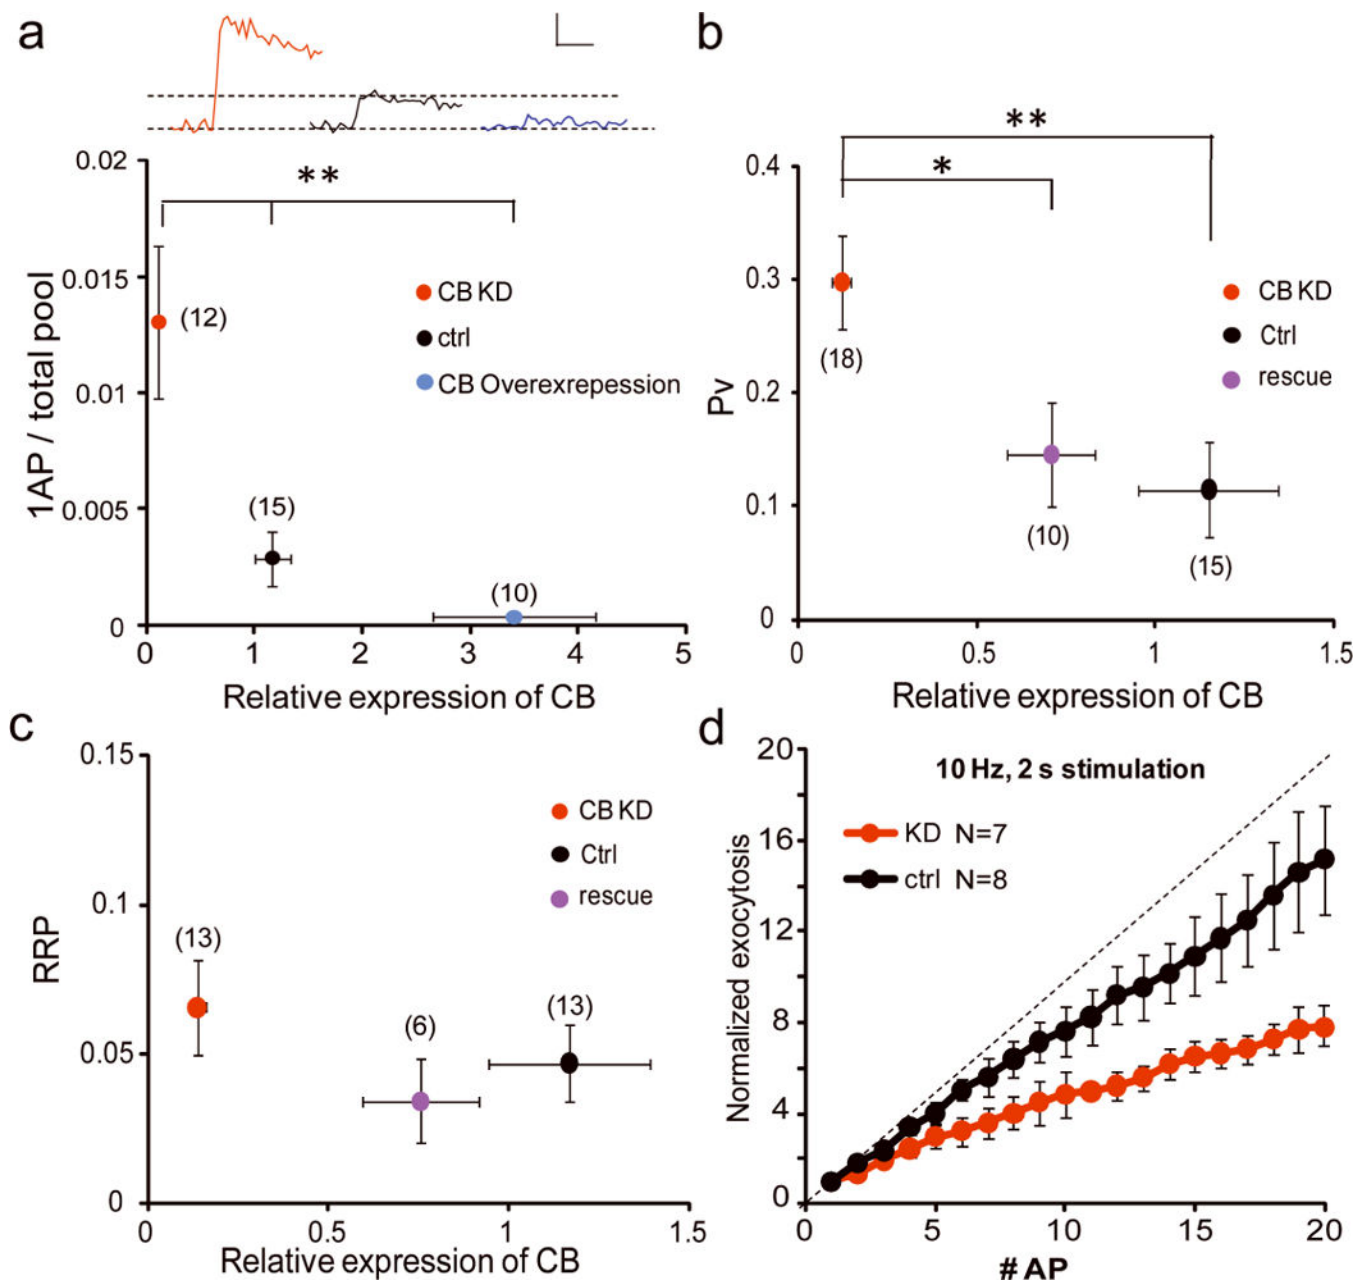 a
0.02
**
0.015
0.01
0.005
0
1AP / total pool
(12)
(15)
(10)
CB KD
ctrl
CB Overexrepession
0 1 2 3 4 5
Relative expression of CB
b
**
*
0.4
0.3
0.2
0.1
0
Pv
(18)
(10)
(15)
CB KD
Ctrl
rescue
0 0.5 1 1.5
Relative expression of CB
c
0.15
0.1
0.05
0
RRP
(13)
(6)
(13)
CB KD
Ctrl
rescue
0 0.5 1 1.5
Relative expression of CB
d
20
16
12
8
4
0
Normalized exocytosis
10 Hz, 2 s stimulation
KD N=7
ctrl N=8
0 5 10 15 20
# AP